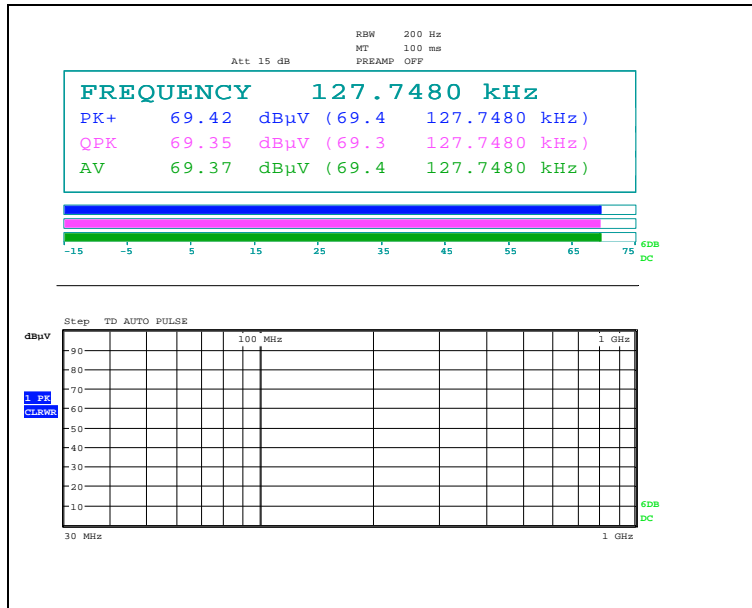 RBW 200 Hz
MT 100 ms
Att 15 dB PREAMP OFF
FREQUENCY 127.7480 kHz
PK+ 69.42 dBµV (69.4 127.7480 kHz)
QPK 69.35 dBµV (69.3 127.7480 kHz)
AV 69.37 dBµV (69.4 127.7480 kHz)
-15 -5 5 15 25 35 45 55 65 75
6DB
DC
Step TD AUTO PULSE
dBµV
100 MHz 1 GHz
90
80
70
1 PK
CLRWR
60
50
40
30
20
10
6DB
DC
30 MHz 1 GHz